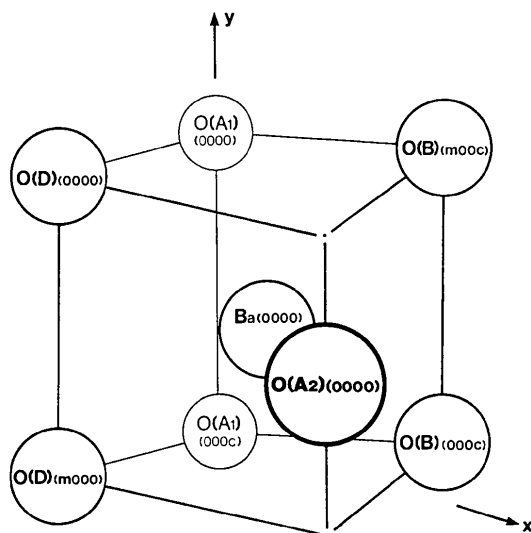 y
O(A1)
(0000)
O(B)(m00c)
O(D)(0000)
Ba(0000)
O(A2)(0000)
O(A1)
(000c)
O(B)(000c)
O(D)(m000)
x